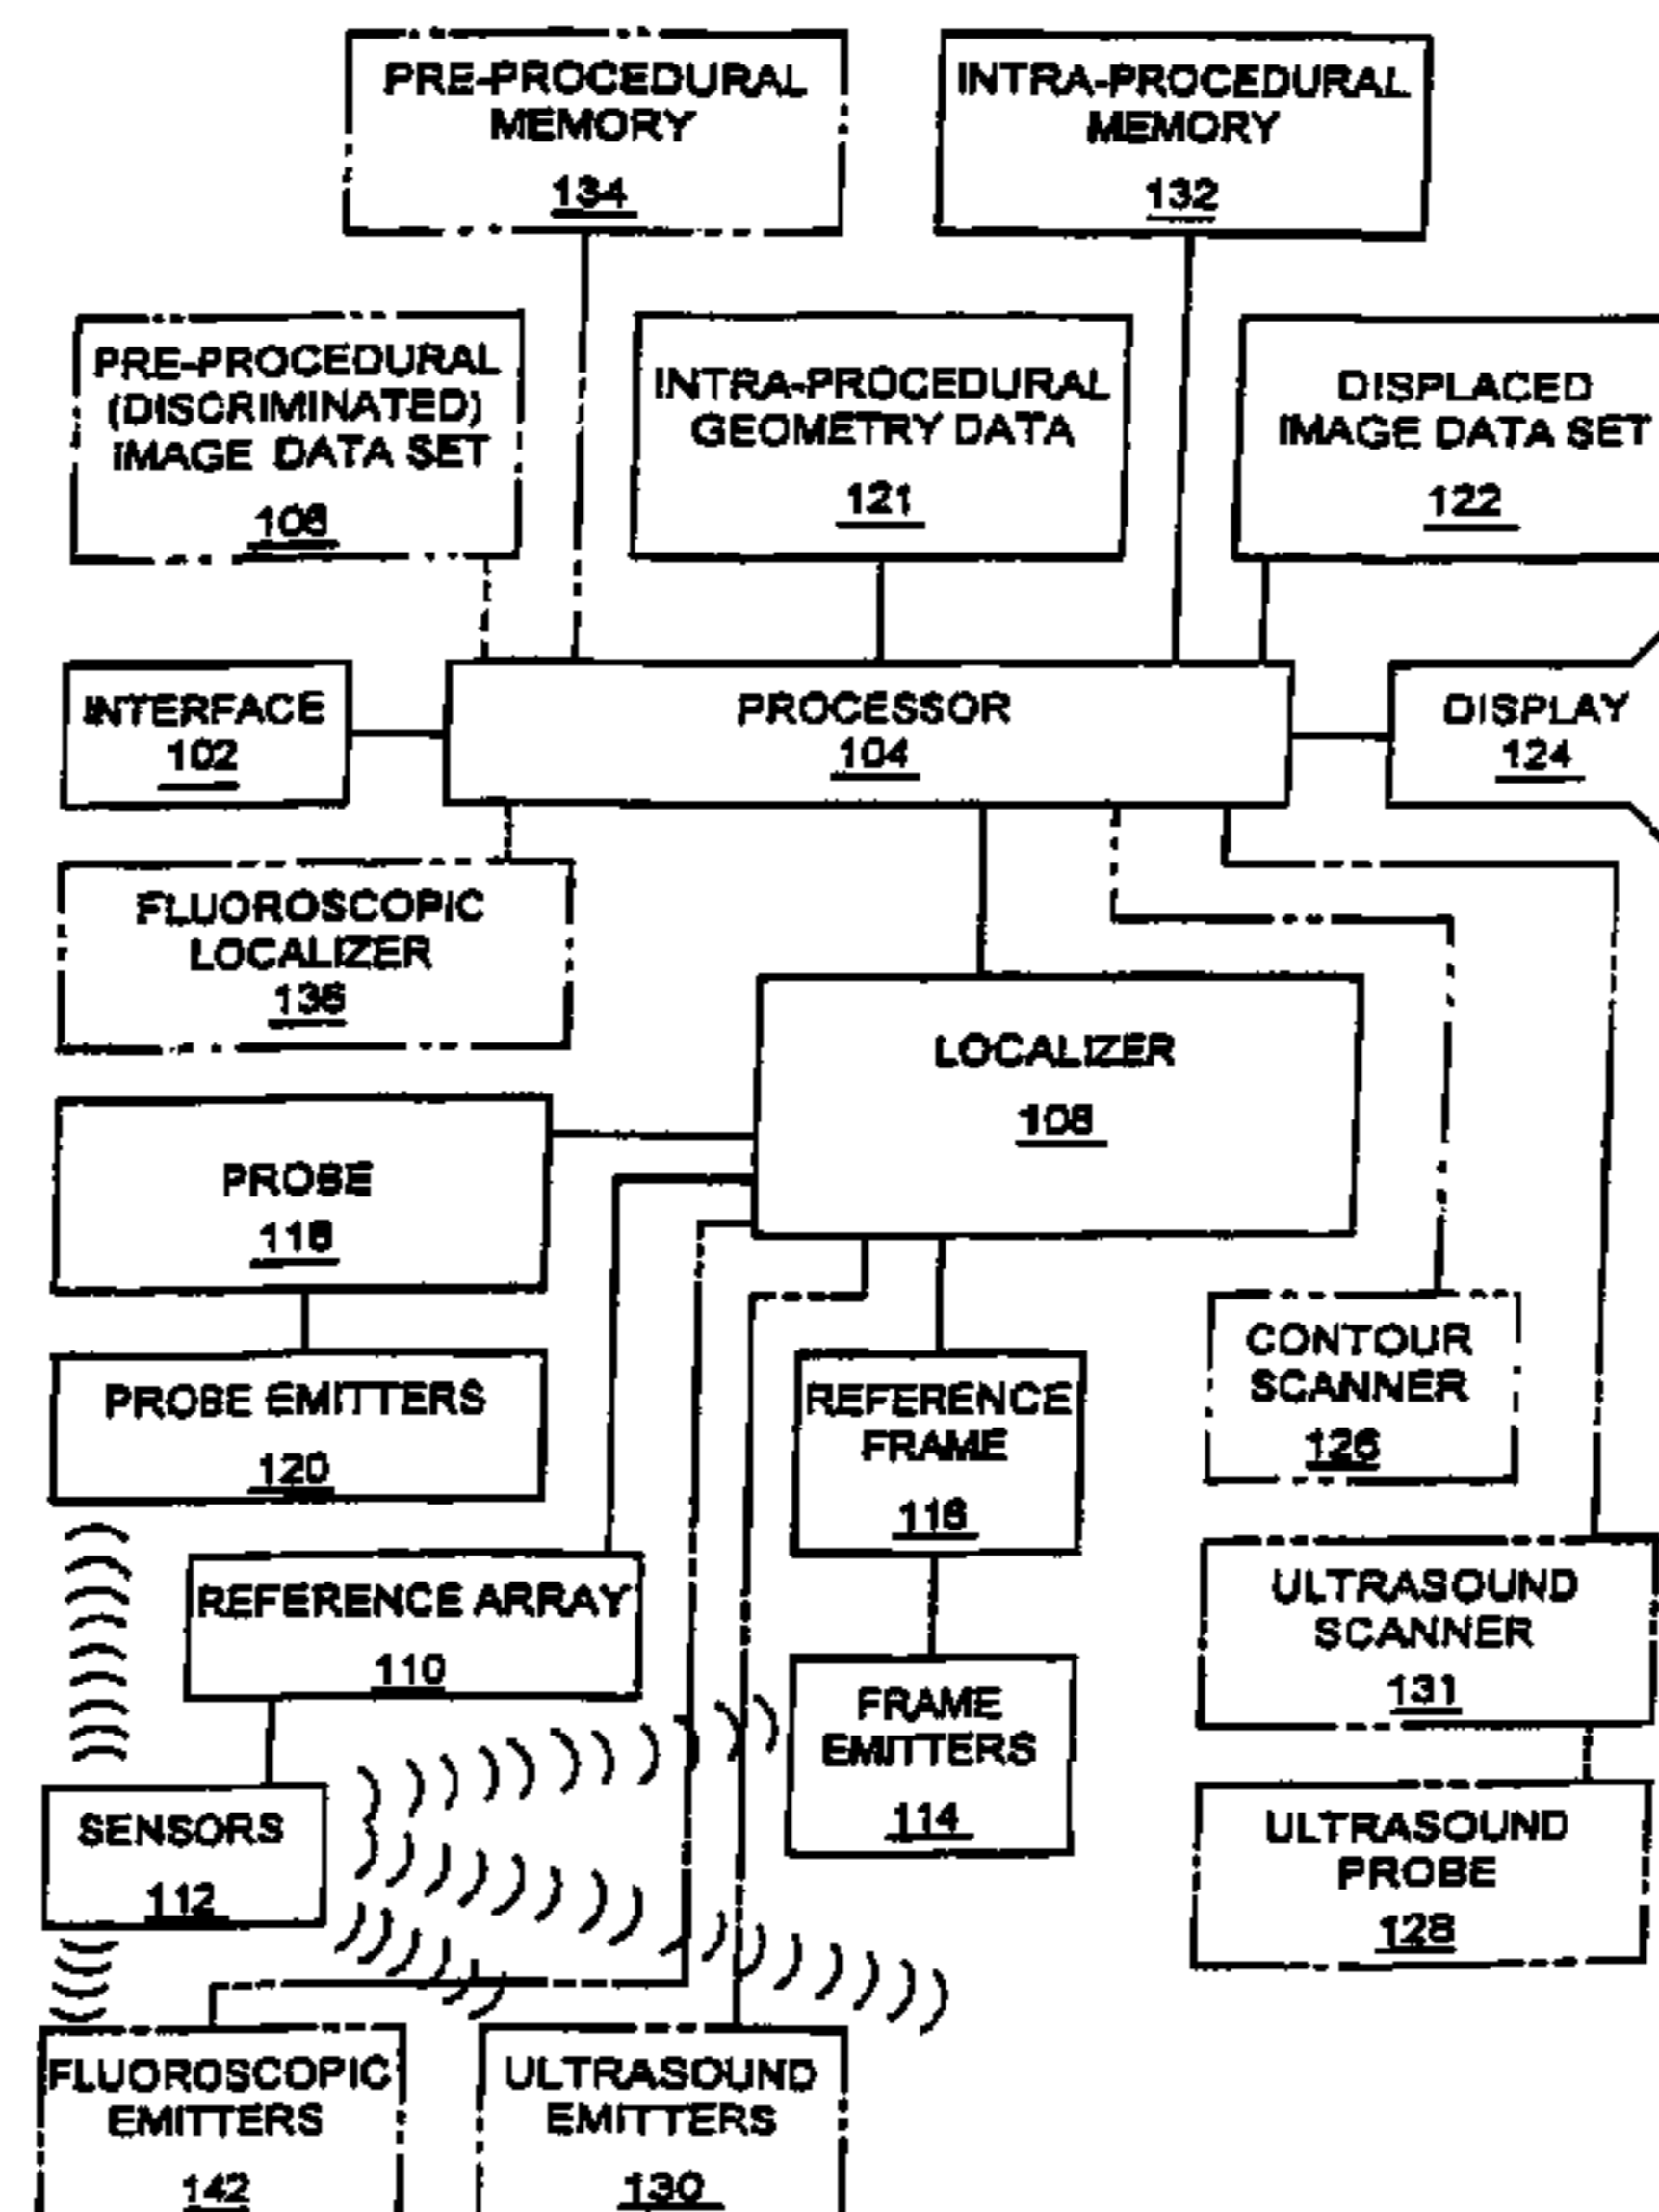 PRE-PROCEDURAL
MEMORY
134
INTRA-PROCEDURAL
MEMORY
132
PRE-PROCEDURAL
(DISCRIMINATED)
IMAGE DATA SET
106
INTRA-PROCEDURAL
GEOMETRY DATA
121
DISPLACED
IMAGE DATA SET
122
INTERFACE
102
PROCESSOR
104
DISPLAY
124
FLUOROSCOPIC
LOCALIZER
136
LOCALIZER
108
PROBE
118
PROBE EMITTERS
120
REFERENCE
FRAME
116
CONTOUR
SCANNER
126
REFERENCE ARRAY
110
ULTRASOUND
SCANNER
131
FRAME
EMITTERS
114
SENSORS
112
ULTRASOUND
PROBE
128
FLUOROSCOPIC
EMITTERS
142
ULTRASOUND
EMITTERS
130